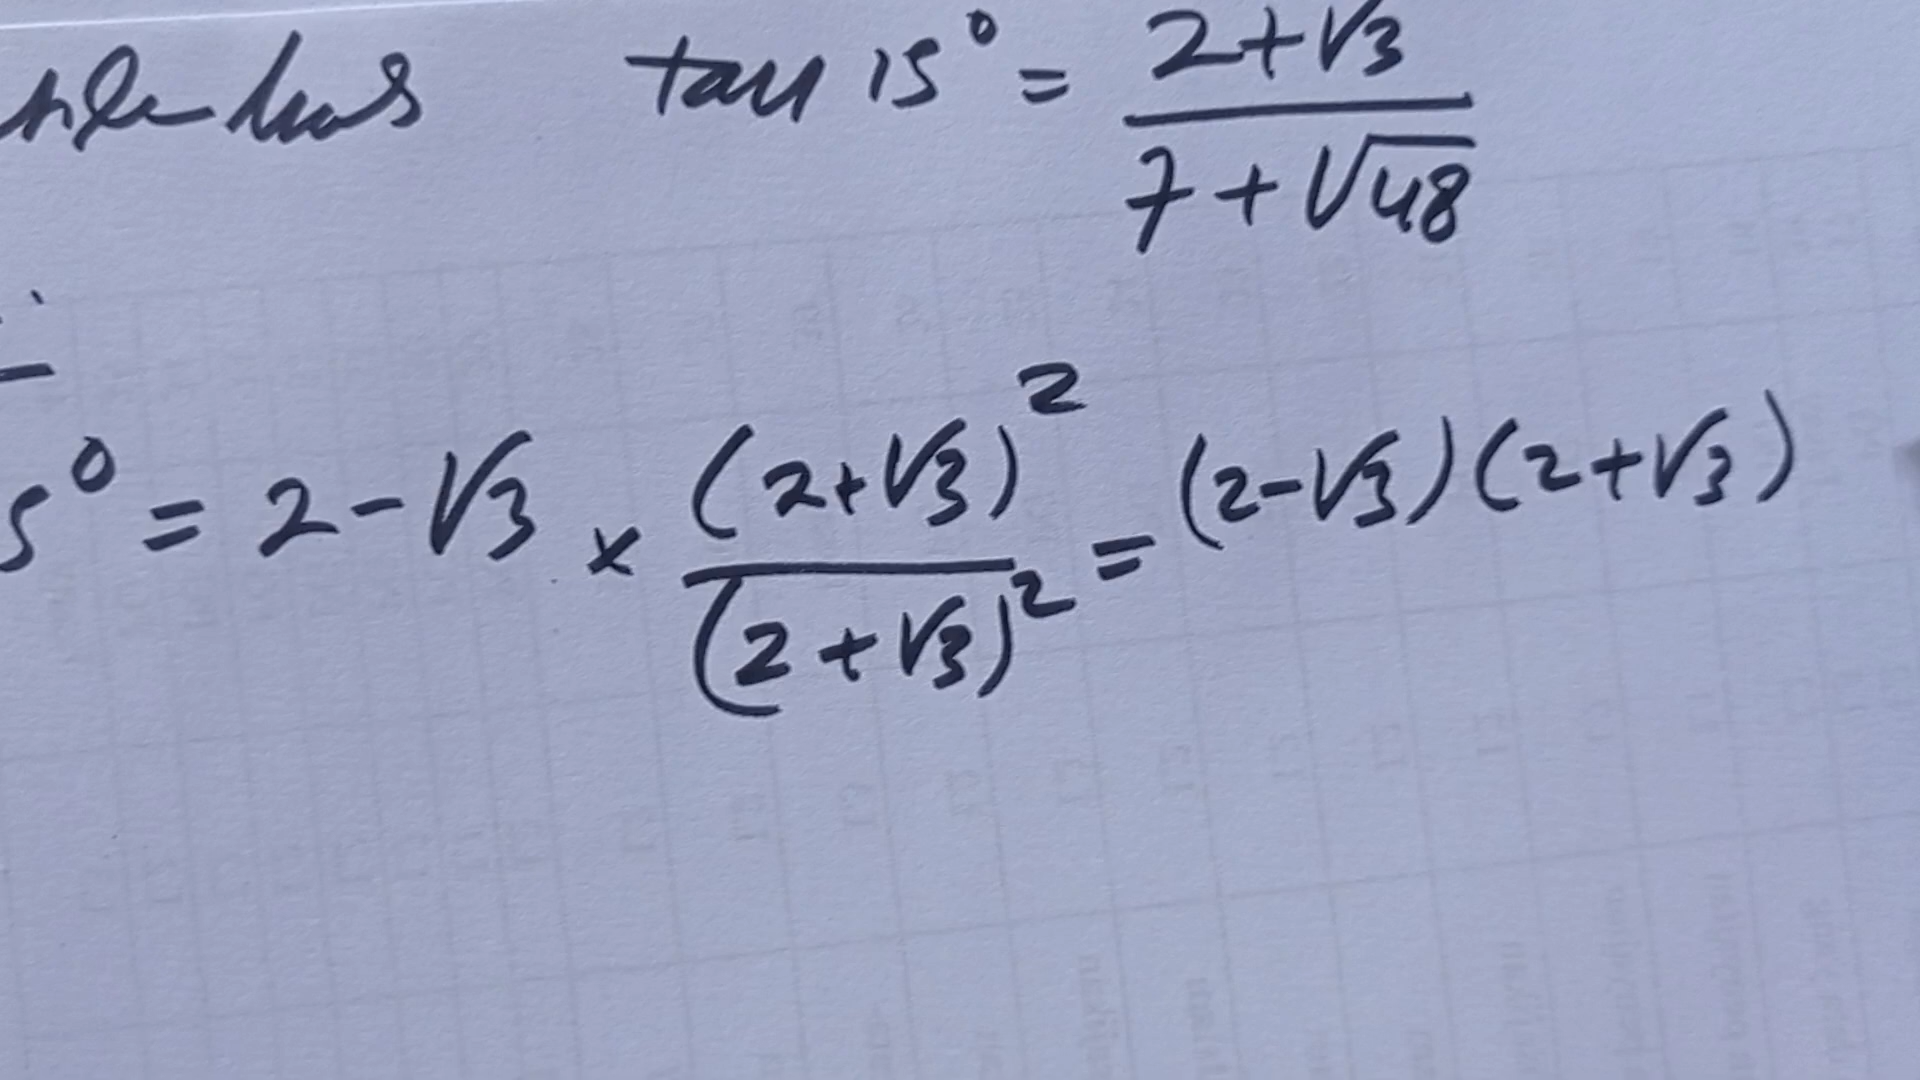 tan 15° = 2+√3 / 7+√48
5° = 2-√3 × (2+√3)² / (2+√3)² = (2-√3)(2+√3)